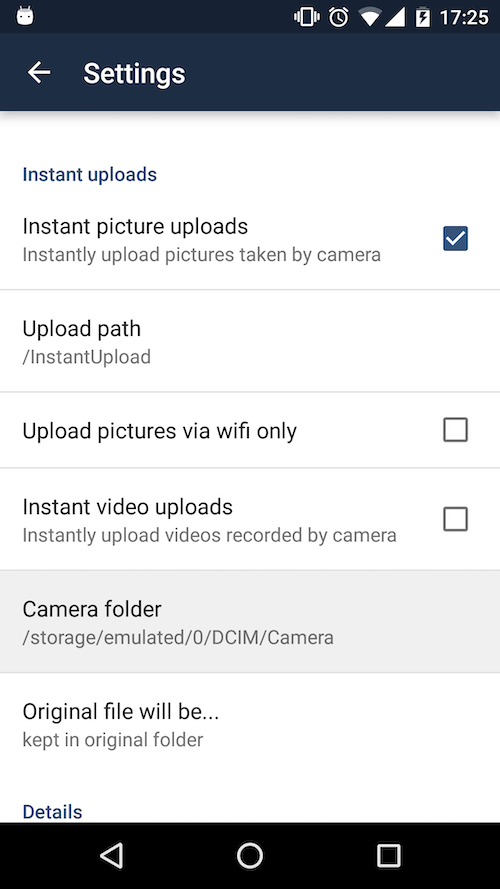 17:25
Settings
Instant uploads
Instant picture uploads
Instantly upload pictures taken by camera
Upload path
/InstantUpload
Upload pictures via wifi only
Instant video uploads
Instantly upload videos recorded by camera
Camera folder
/storage/emulated/0/DCIM/Camera
Original file will be...
kept in original folder
Details